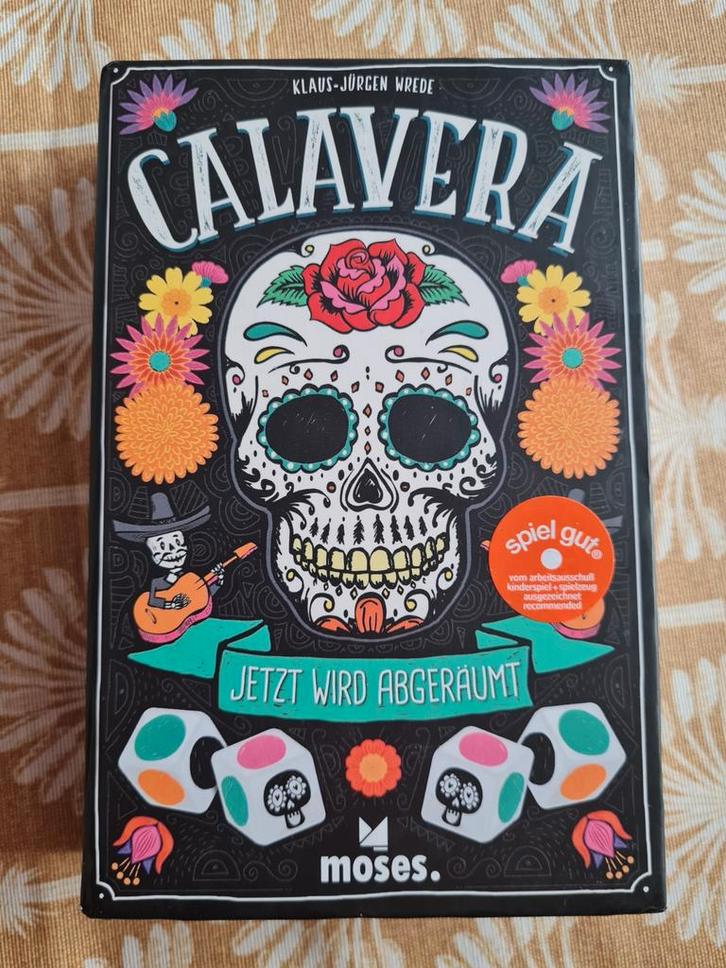 KLAUS-JÜRGEN WREDE
CALAVERA
spiel gut®
vom arbeitsausschuß
kinderspiel + spielzeug
ausgezeichnet
recommended
JETZT WIRD ABGERÄUMT
moses.